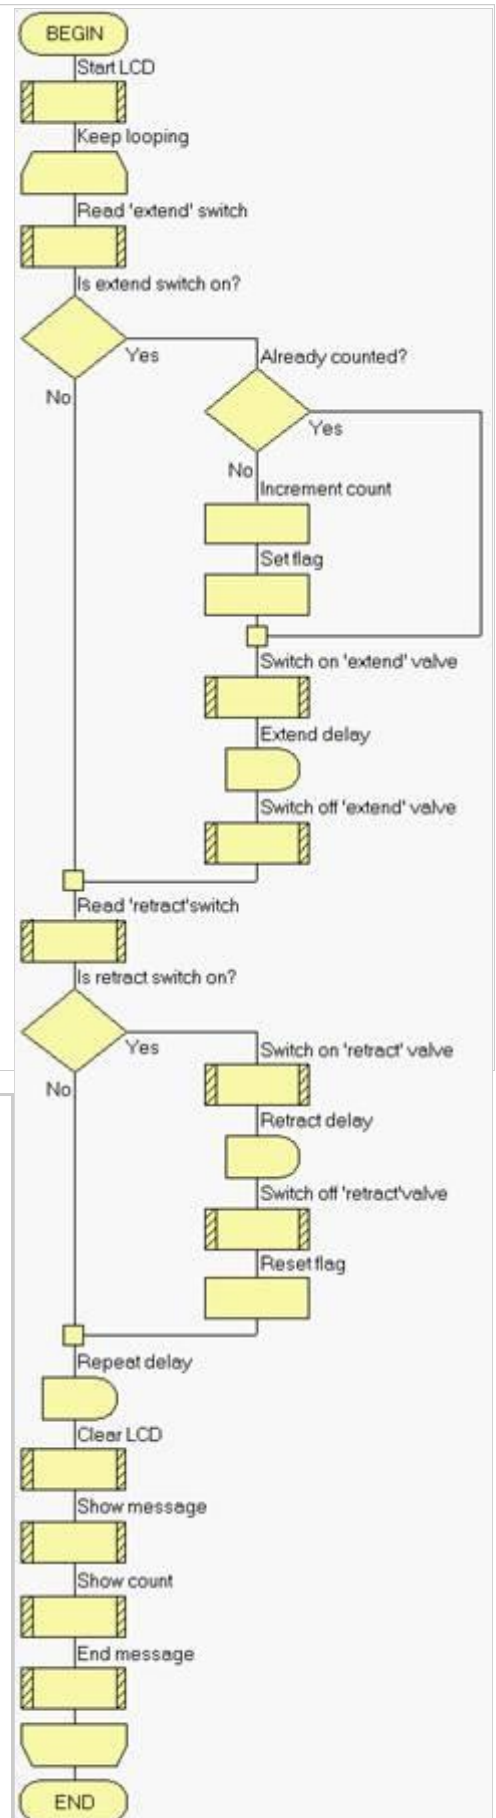 BEGIN
Start LCD
Keep looping
Read 'extend' switch
Is extend switch on?
Yes
Already counted?
No
Yes
No
Increment count
Set flag
Switch on 'extend' valve
Extend delay
Switch off 'extend' valve
Read 'retract'switch
Is retract switch on?
Yes
Switch on 'retract' valve
No
Retract delay
Switch off 'retract'valve
Reset flag
Repeat delay
Clear LCD
Show message
Show count
End message
END